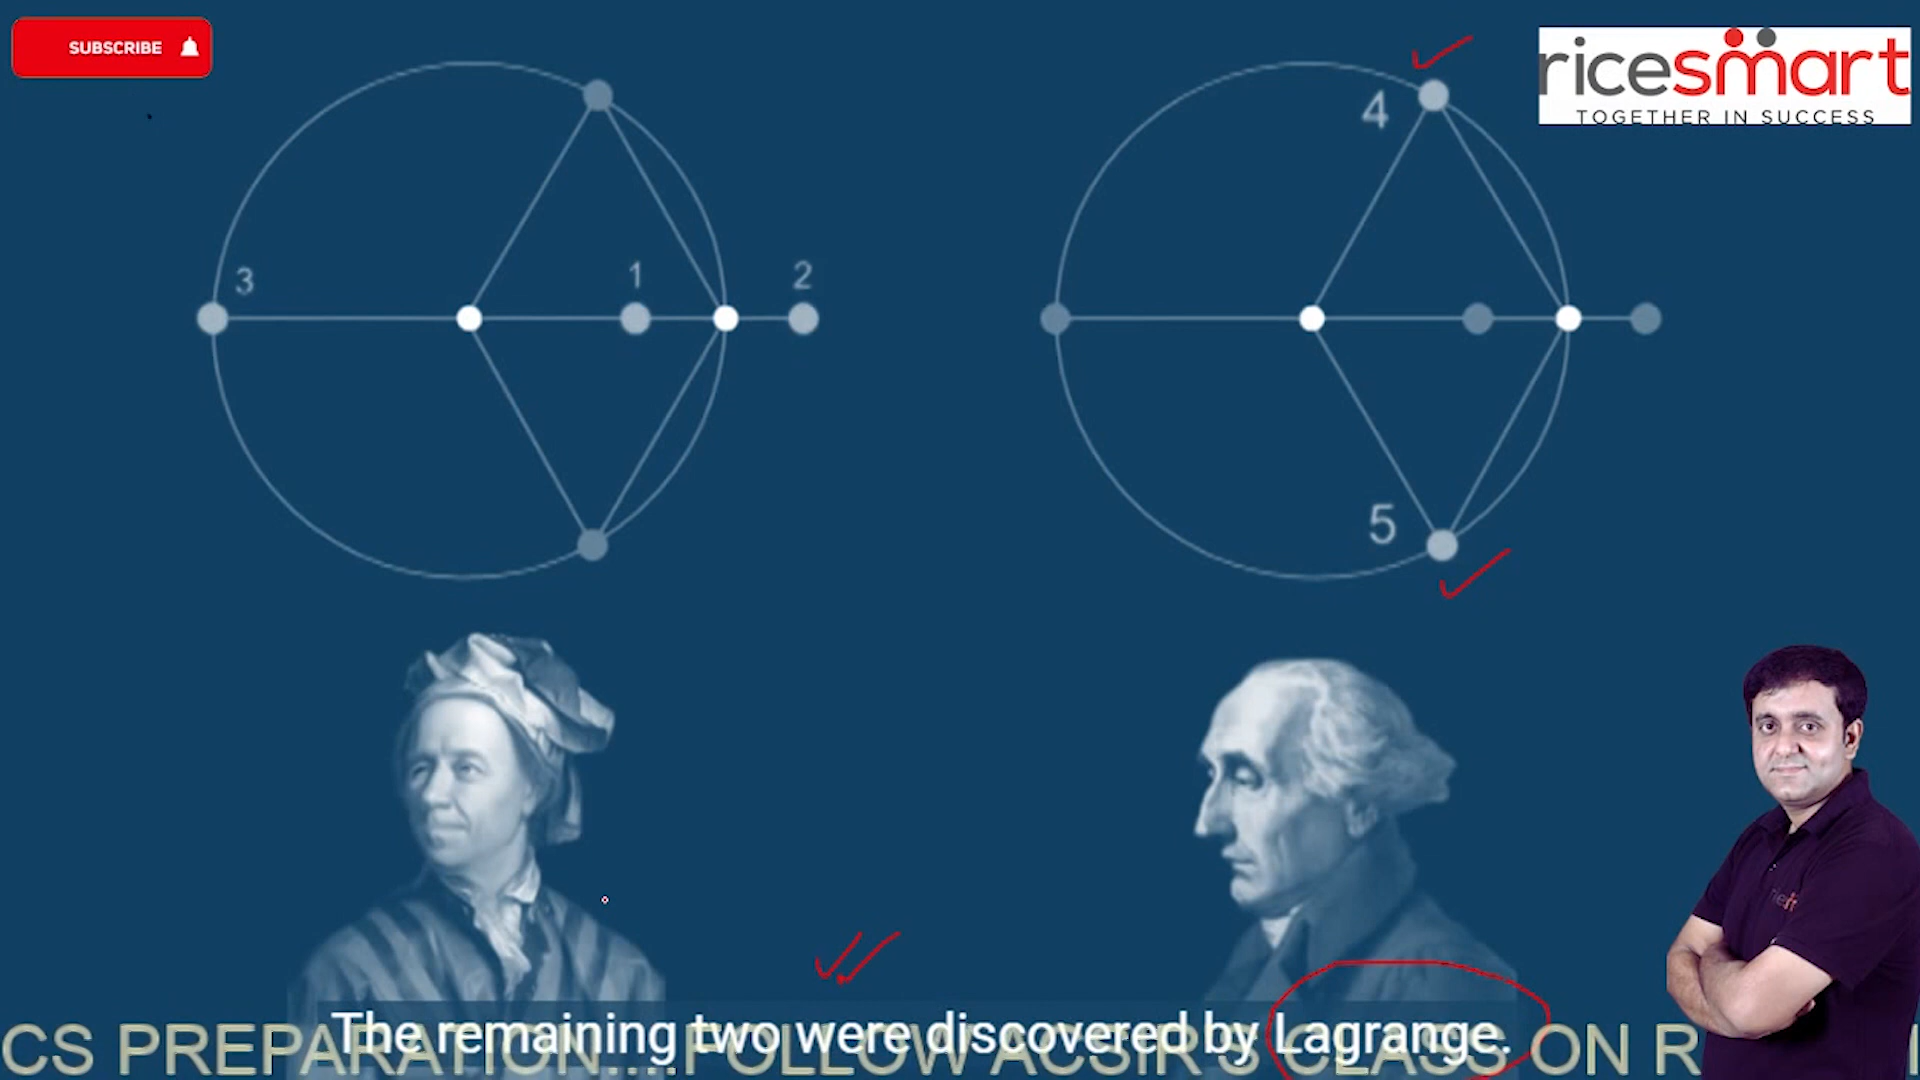 SUBSCRIBE
ricesmart
TOGETHER IN SUCCESS
4
3
1
2
5
The remaining two were discovered by Lagrange.
CS PREPARATION.... FOLLOW ACSIR'S CLASS ON R